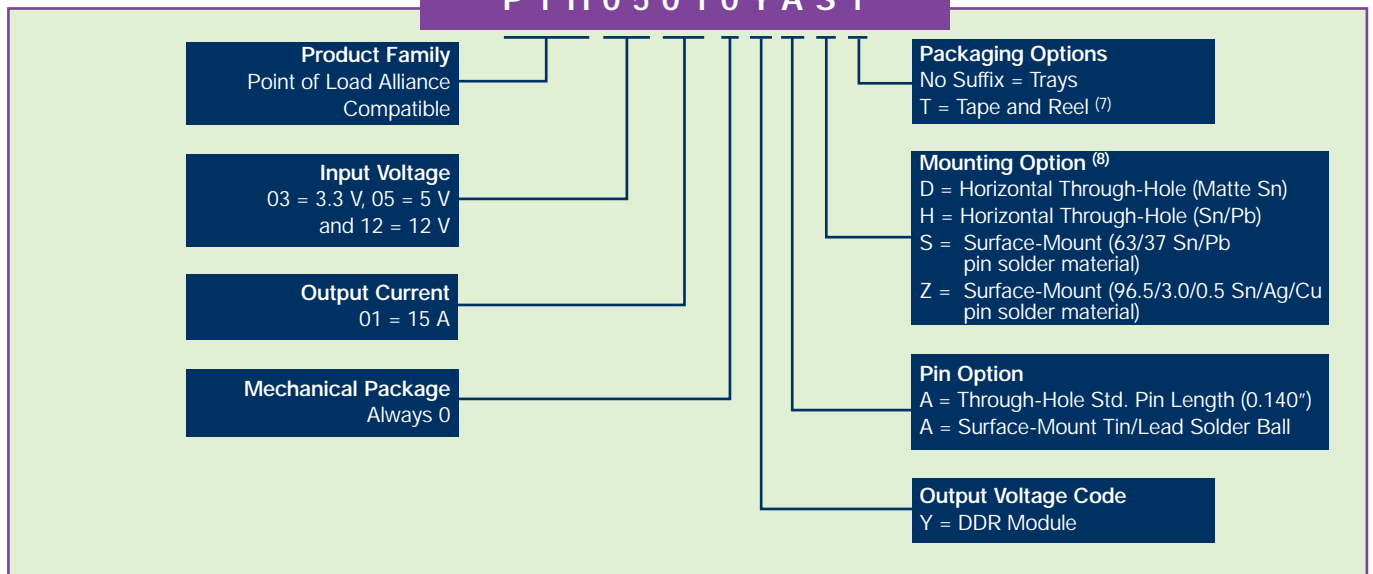 PTH05010YAST
Product Family
Point of Load Alliance
Compatible
Input Voltage
03 = 3.3 V, 05 = 5 V
and 12 = 12 V
Output Current
01 = 15 A
Mechanical Package
Always 0
Packaging Options
No Suffix = Trays
T = Tape and Reel (7)
Mounting Option (8)
D = Horizontal Through-Hole (Matte Sn)
H = Horizontal Through-Hole (Sn/Pb)
S = Surface-Mount (63/37 Sn/Pb
pin solder material)
Z = Surface-Mount (96.5/3.0/0.5 Sn/Ag/Cu
pin solder material)
Pin Option
A = Through-Hole Std. Pin Length (0.140″)
A = Surface-Mount Tin/Lead Solder Ball
Output Voltage Code
Y = DDR Module